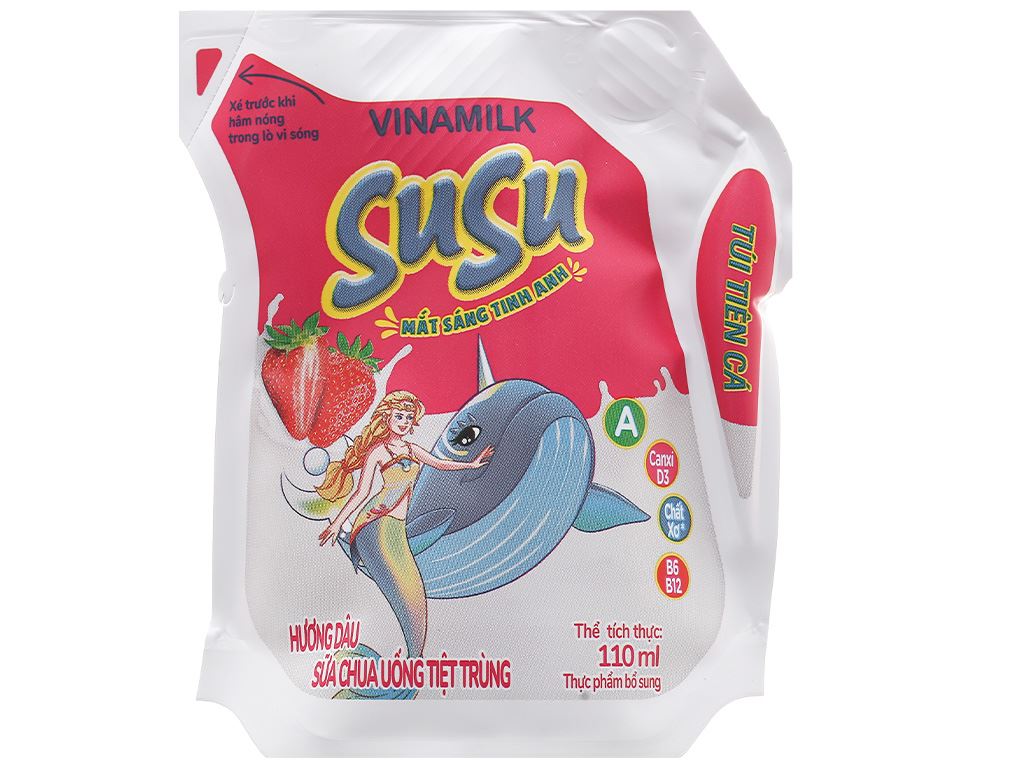 Xé trước khi
hâm nóng
trong lò vi sóng
VINAMILK
SuSu
MẮT SÁNG TINH ANH
TÚI TIÊN CÁ
A
Canxi
D3
Chất
Xơ*
B6
B12
HƯƠNG DÂU
SỮA CHUA UỐNG TIỆT TRÙNG
Thể tích thực:
110 ml
Thực phẩm bổ sung